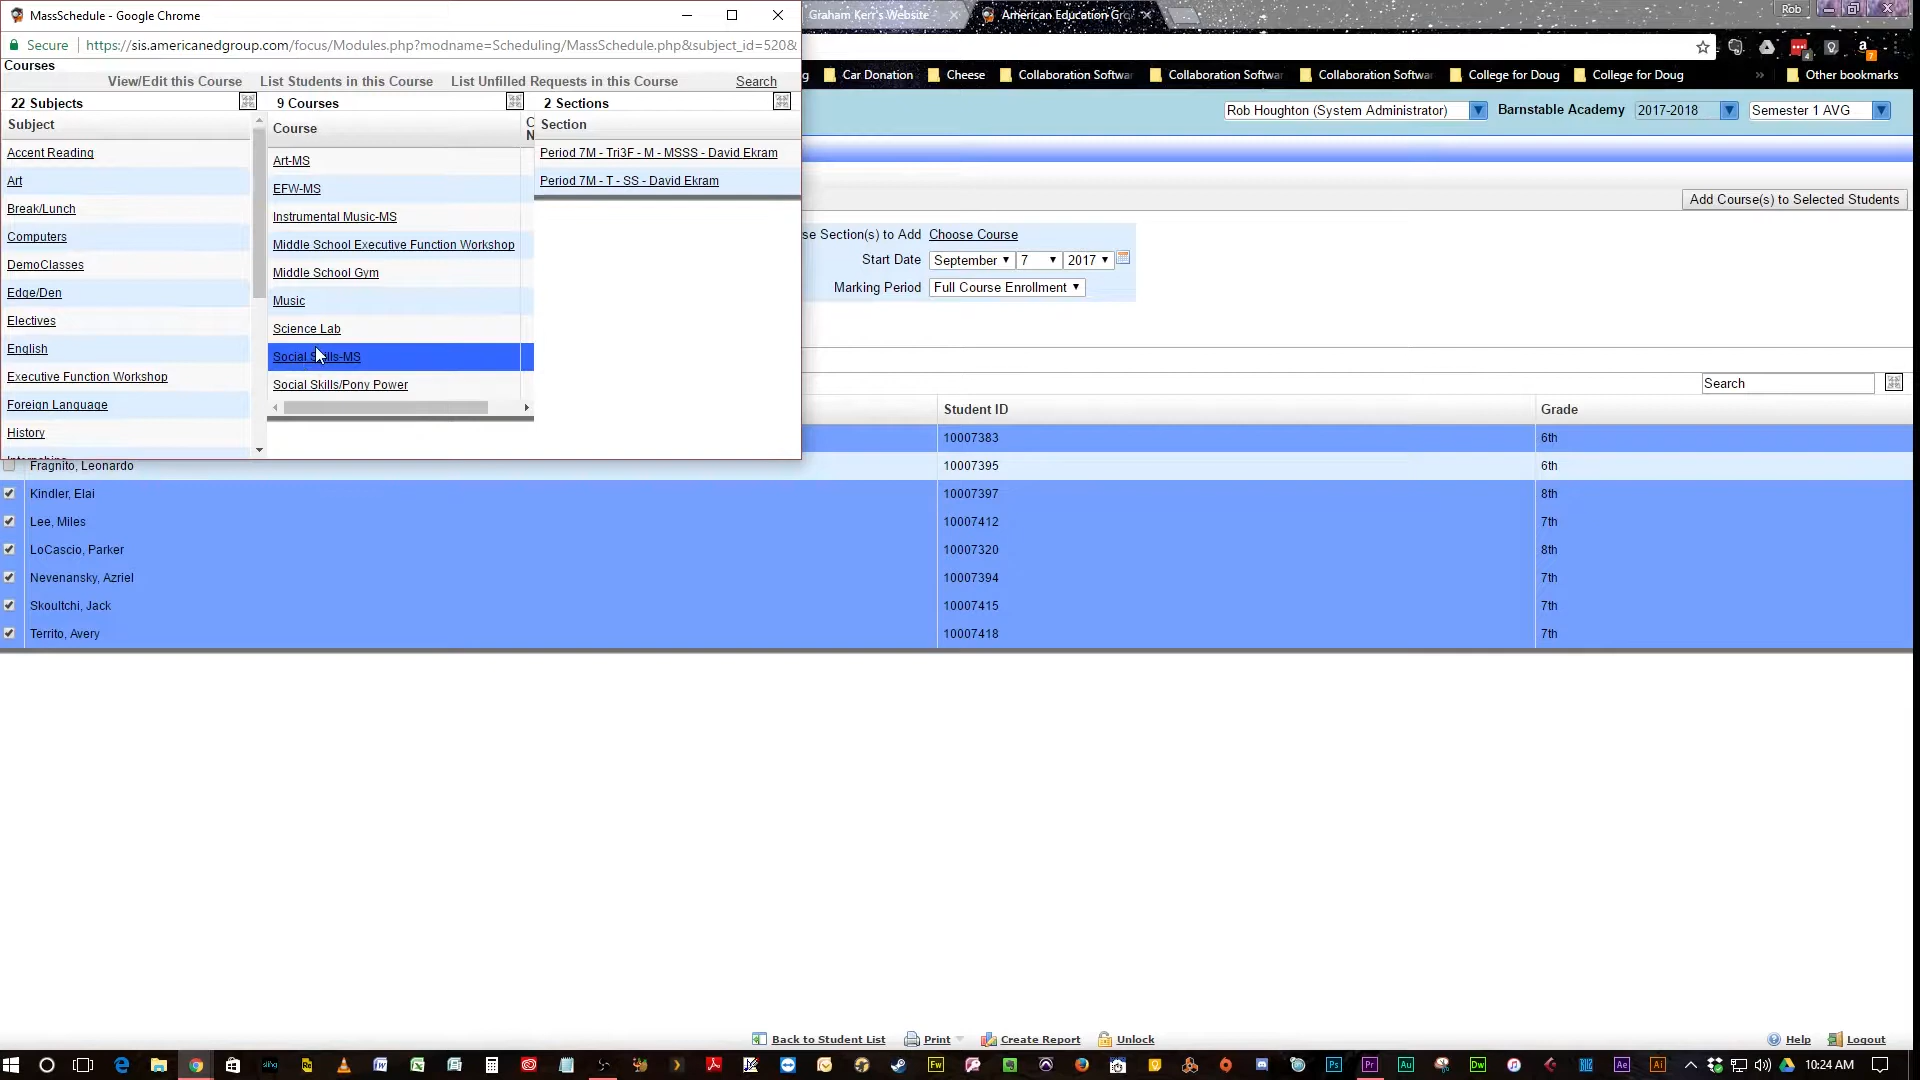 MassSchedule - Google Chrome
Graham Kerr's Website
American Education Gro
Rob
Secure
https://sis.americanedgroup.com/focus/Modules.php?modname=Scheduling/MassSchedule.php&subject_id=520&
Courses
View/Edit this Course
List Students in this Course
List Unfilled Requests in this Course
Search
Car Donation
Cheese
Collaboration Softwa
Collaboration Softwa
Collaboration Softwa
College for Doug
College for Doug
Other bookmarks
22 Subjects
9 Courses
2 Sections
Rob Houghton (System Administrator)
Barnstable Academy
2017-2018
Semester 1 AVG
Subject
Course
C
N
Section
Accent Reading
Art-MS
Period 7M - Tri3F - M - MSSS - David Ekram
Art
EFW-MS
Period 7M - T - SS - David Ekram
Add Course(s) to Selected Students
Break/Lunch
Instrumental Music-MS
se Section(s) to Add
Choose Course
Computers
Middle School Executive Function Workshop
Start Date
September
7
2017
DemoClasses
Middle School Gym
Marking Period
Full Course Enrollment
Edge/Den
Music
Electives
Science Lab
English
Social Skills-MS
Executive Function Workshop
Social Skills/Pony Power
Search
Foreign Language
Student ID
Grade
History
10007383
6th
Fragnito, Leonardo
10007395
6th
Kindler, Elai
10007397
8th
Lee, Miles
10007412
7th
LoCascio, Parker
10007320
8th
Nevenansky, Azriel
10007394
7th
Skoultchi, Jack
10007415
7th
Territo, Avery
10007418
7th
Back to Student List
Print
Create Report
Unlock
Help
Logout
10:24 AM